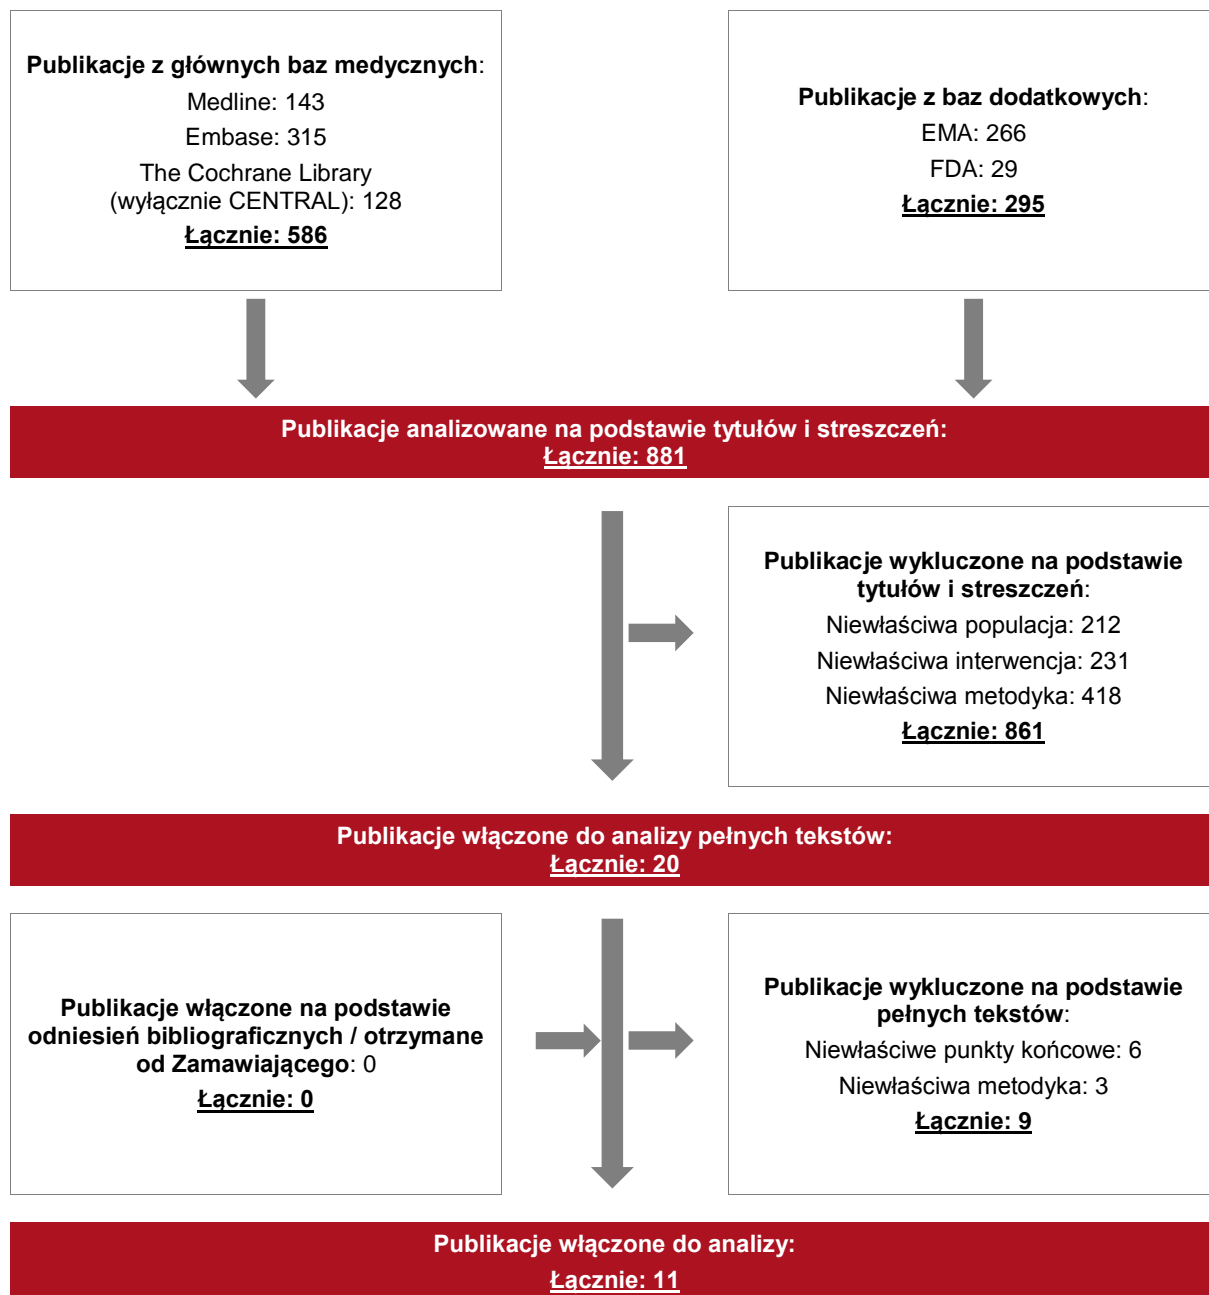 Publikacje z głównych baz medycznych:
Medline: 143
Embase: 315
The Cochrane Library
(wyłącznie CENTRAL): 128
Łącznie: 586
Publikacje z baz dodatkowych:
EMA: 266
FDA: 29
Łącznie: 295
Publikacje analizowane na podstawie tytułów i streszczeń:
Łącznie: 881
Publikacje wykluczone na podstawie
tytułów i streszczeń:
Niewłaściwa populacja: 212
Niewłaściwa interwencja: 231
Niewłaściwa metodyka: 418
Łącznie: 861
Publikacje włączone do analizy pełnych tekstów:
Łącznie: 20
Publikacje włączone na podstawie
odniesień bibliograficznych / otrzymane
od Zamawiającego: 0
Łącznie: 0
Publikacje wykluczone na podstawie
pełnych tekstów:
Niewłaściwe punkty końcowe: 6
Niewłaściwa metodyka: 3
Łącznie: 9
Publikacje włączone do analizy:
Łącznie: 11